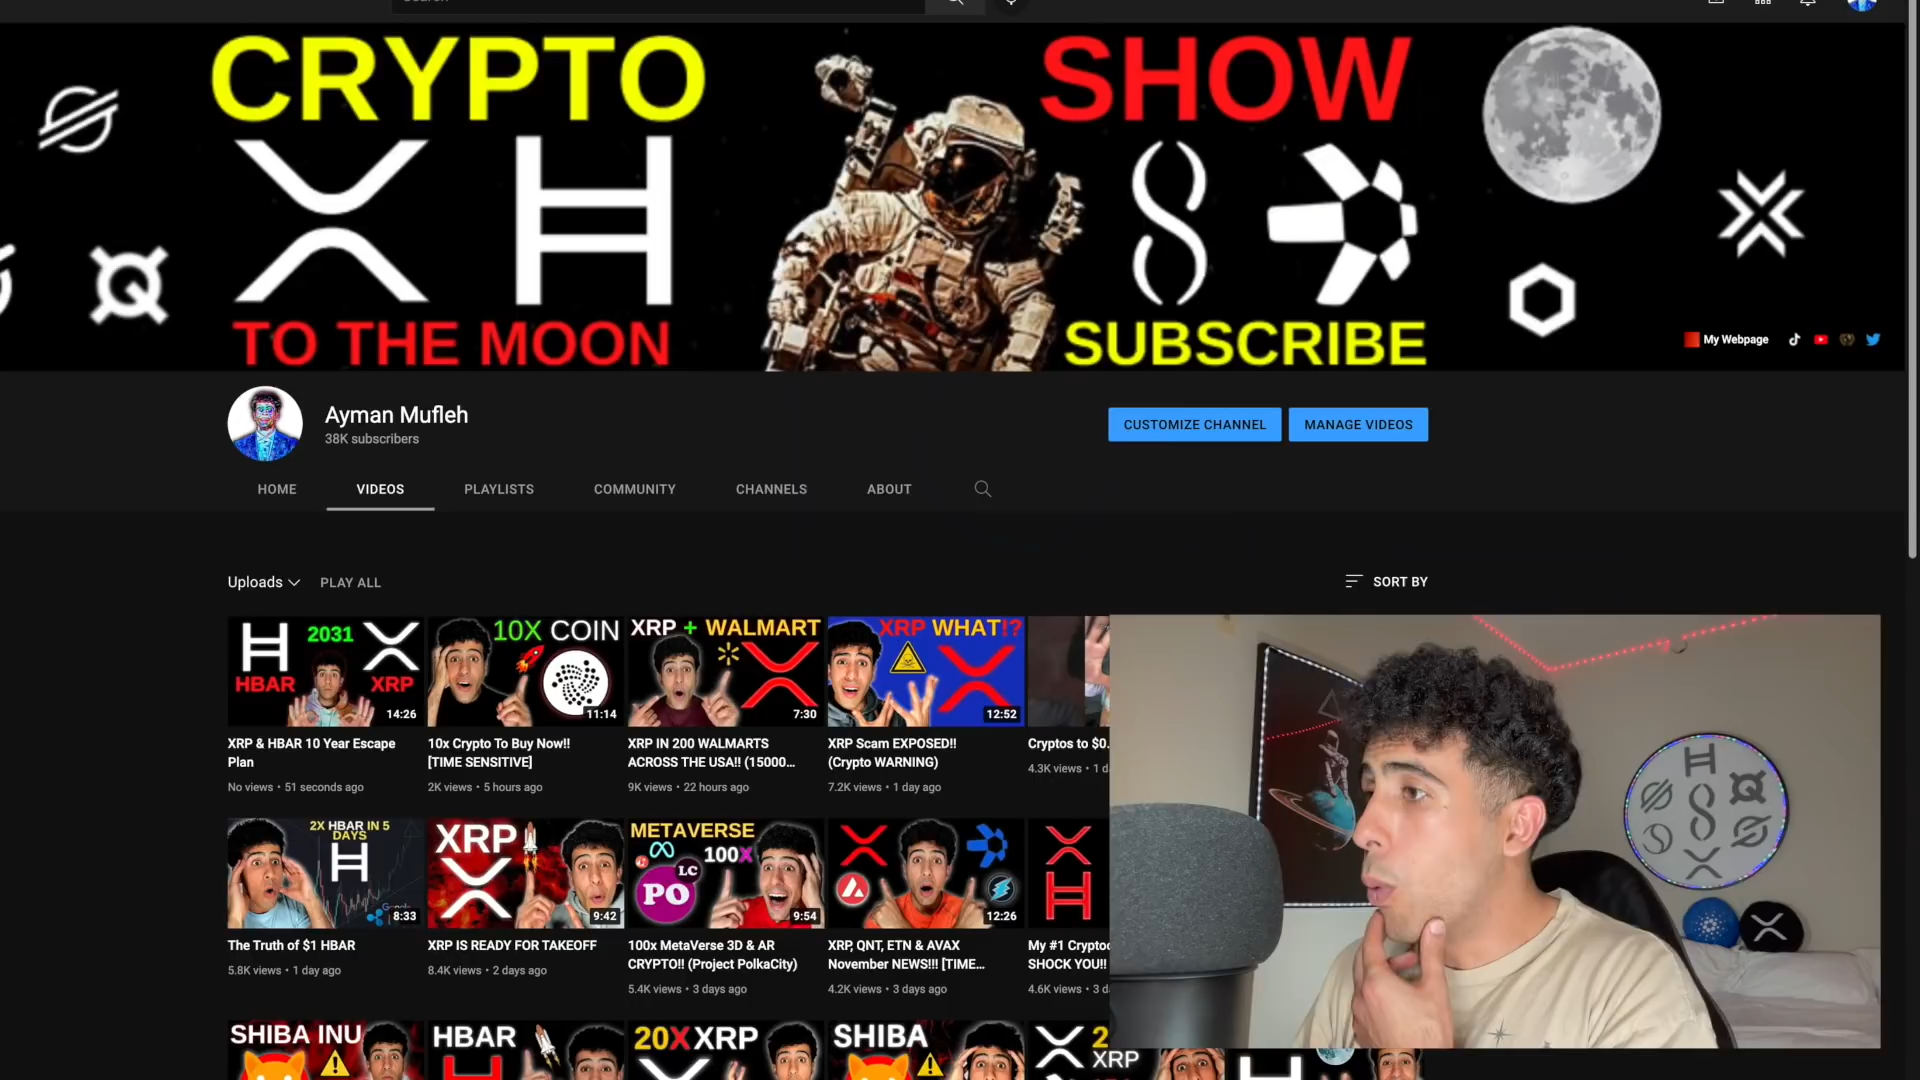 Search
CRYPTO SHOW
TO THE MOON SUBSCRIBE
My Webpage
Ayman Mufleh
38K subscribers
CUSTOMIZE CHANNEL
MANAGE VIDEOS
HOME
VIDEOS
PLAYLISTS
COMMUNITY
CHANNELS
ABOUT
Uploads
PLAY ALL
SORT BY
2031
HBAR
XRP
14:26
10X COIN
11:14
XRP + WALMART
7:30
XRP WHAT!?
12:52
XRP & HBAR 10 Year Escape
Plan
No views • 51 seconds ago
10x Crypto To Buy Now!!
[TIME SENSITIVE]
2K views • 5 hours ago
XRP IN 200 WALMARTS
ACROSS THE USA!! (15000...
9K views • 22 hours ago
XRP Scam EXPOSED!!
(Crypto WARNING)
7.2K views • 1 day ago
Cryptos to $0.
4.3K views • 1 d
2X HBAR IN 5
DAYS
8:33
XRP
9:42
METAVERSE
100X
LC
PO
9:54
12:26
The Truth of $1 HBAR
5.8K views • 1 day ago
XRP IS READY FOR TAKEOFF
8.4K views • 2 days ago
100x MetaVerse 3D & AR
CRYPTO!! (Project PolkaCity)
5.4K views • 3 days ago
XRP, QNT, ETN & AVAX
November NEWS!!! [TIME...
4.2K views • 3 days ago
My #1 Crypto
SHOCK YOU!!
4.6K views • 3 d
SHIBA INU
HBAR
20X XRP
SHIBA
2
XRP